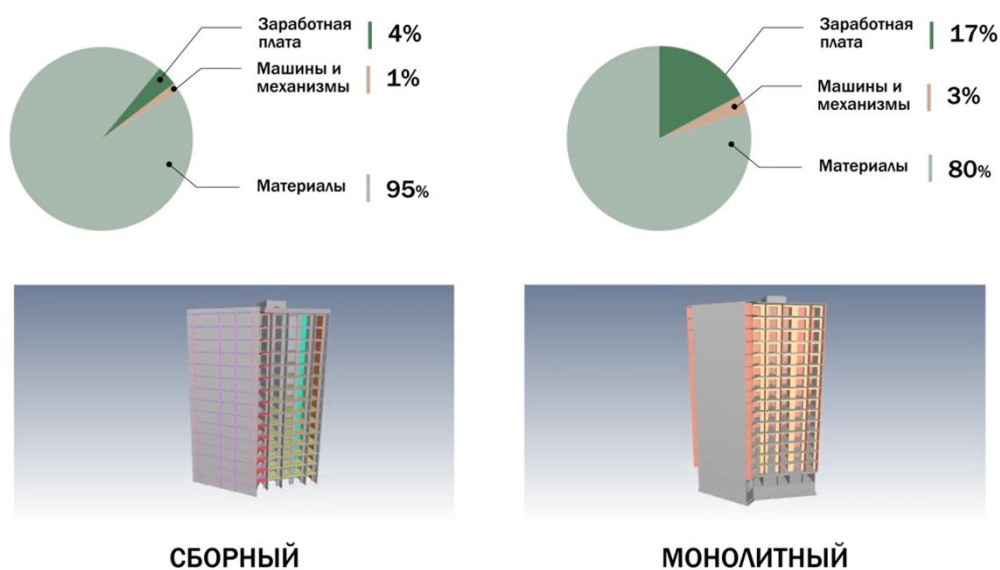 Заработная
плата
4%
Машины и
механизмы
1%
Материалы
95%
Заработная
плата
17%
Машины и
механизмы
3%
Материалы
80%
СБОРНЫЙ
МОНОЛИТНЫЙ